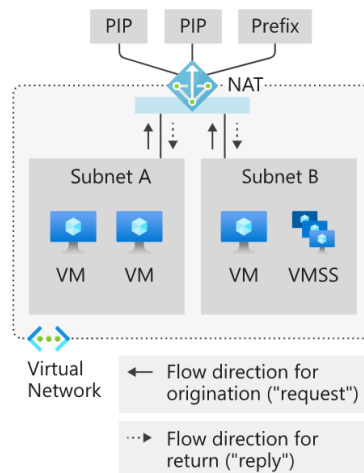 PIP
PIP
Prefix
NAT
Subnet A
Subnet B
VM
VM
VM
VMSS
Virtual
Network
Flow direction for
origination ("request")
Flow direction for
return ("reply")